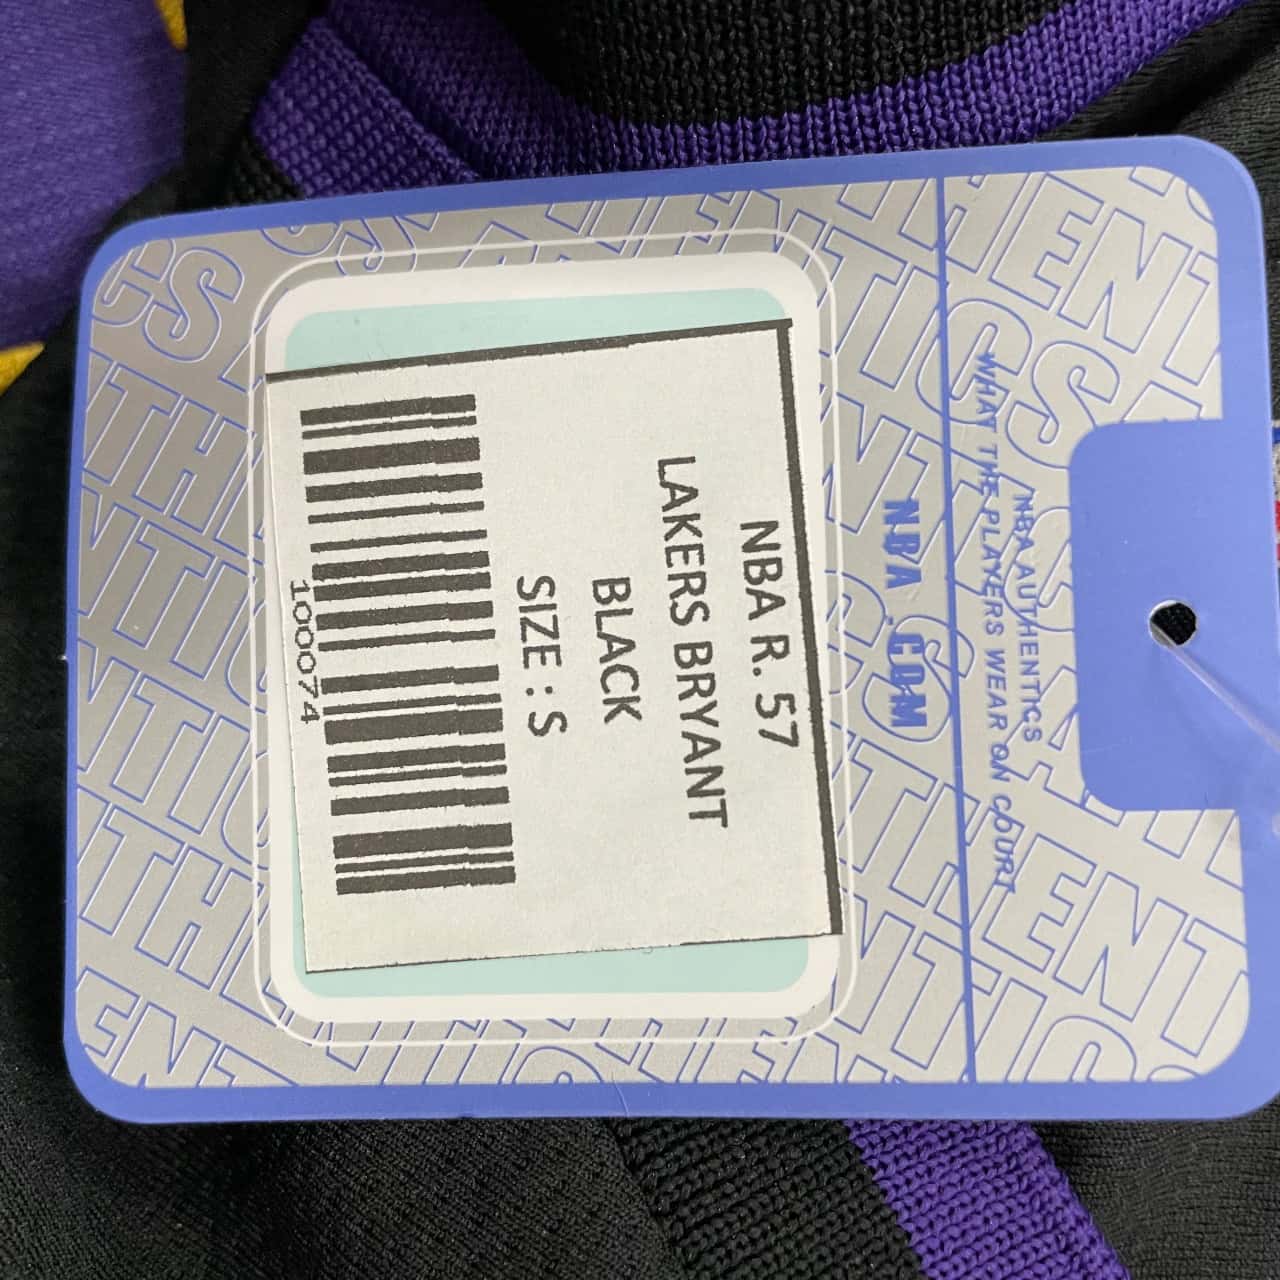 NBA AUTHENTICS
WHAT THE PLAYERS WEAR ON COURT
NBA.COM
NBA R. 57
LAKERS BRYANT
BLACK
SIZE : S
100074